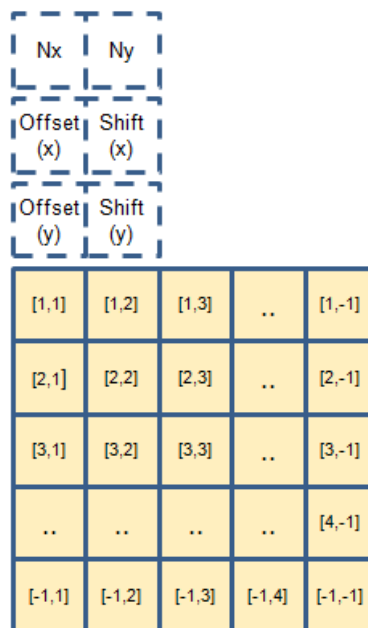 Nx Ny
Offset Shift
(x) (x)
Offset Shift
(y) (y)
[1,1] [1,2] [1,3] .. [1,-1]
[2,1] [2,2] [2,3] .. [2,-1]
[3,1] [3,2] [3,3] .. [3,-1]
.. .. .. .. [4,-1]
[-1,1] [-1,2] [-1,3] [-1,4] [-1,-1]